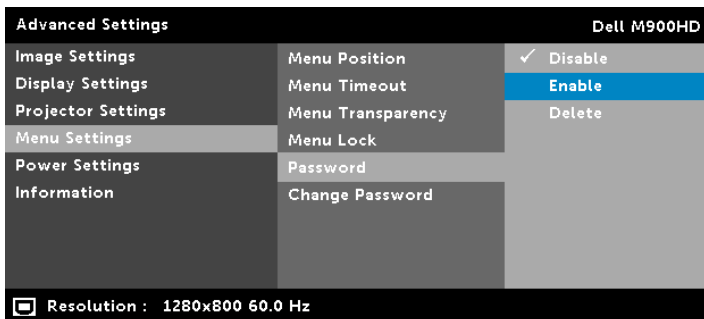 Advanced Settings
Dell M900HD
Image Settings
Display Settings
Projector Settings
Menu Settings
Power Settings
Information
Menu Position
Menu Timeout
Menu Transparency
Menu Lock
Password
Change Password
✓ Disable
Enable
Delete
Resolution : 1280x800 60.0 Hz